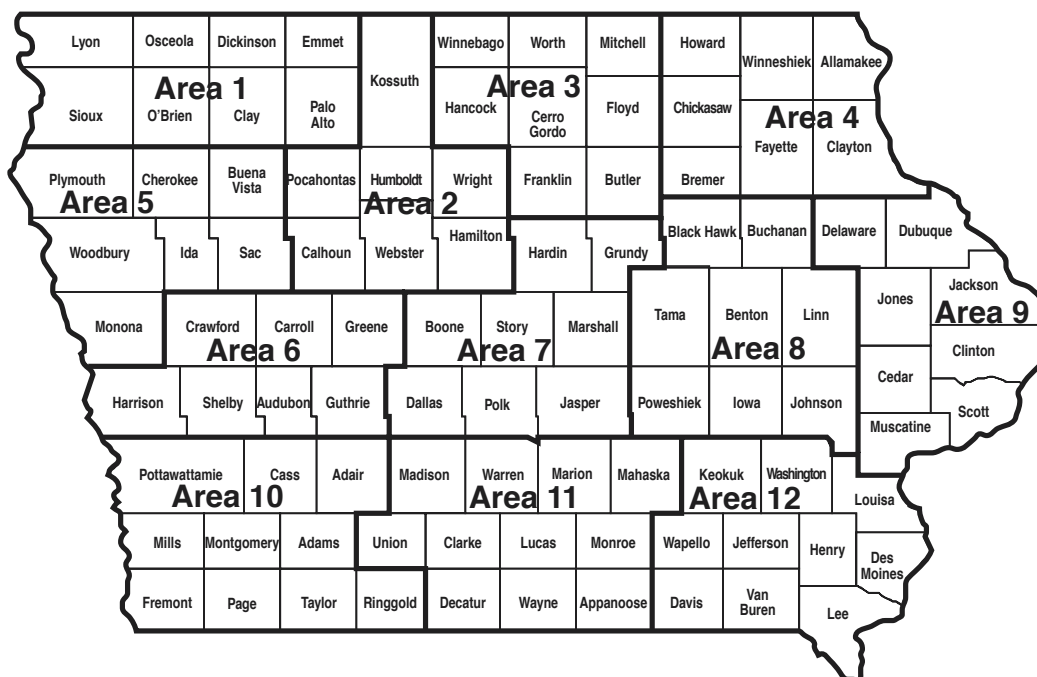 Lyon
Osceola
Dickinson
Emmet
Kossuth
Winnebago
Worth
Mitchell
Howard
Winneshiek
Allamakee
Area 1
Area 3
Sioux
O'Brien
Clay
Palo
Alto
Hancock
Cerro
Gordo
Floyd
Chickasaw
Area 4
Fayette
Clayton
Plymouth
Cherokee
Buena
Vista
Pocahontas
Humboldt
Wright
Franklin
Butler
Bremer
Area 5
Area 2
Woodbury
Ida
Sac
Calhoun
Webster
Hamilton
Hardin
Grundy
Black Hawk
Buchanan
Delaware
Dubuque
Monona
Crawford
Carroll
Greene
Boone
Story
Marshall
Tama
Benton
Linn
Jones
Jackson
Area 6
Area 7
Area 8
Area 9
Clinton
Harrison
Shelby
Audubon
Guthrie
Dallas
Polk
Jasper
Poweshiek
Iowa
Johnson
Cedar
Scott
Muscatine
Pottawattamie
Cass
Adair
Madison
Warren
Marion
Mahaska
Keokuk
Washington
Area 10
Area 11
Area 12
Louisa
Mills
Montgomery
Adams
Union
Clarke
Lucas
Monroe
Wapello
Jefferson
Henry
Des
Moines
Fremont
Page
Taylor
Ringgold
Decatur
Wayne
Appanoose
Davis
Van
Buren
Lee